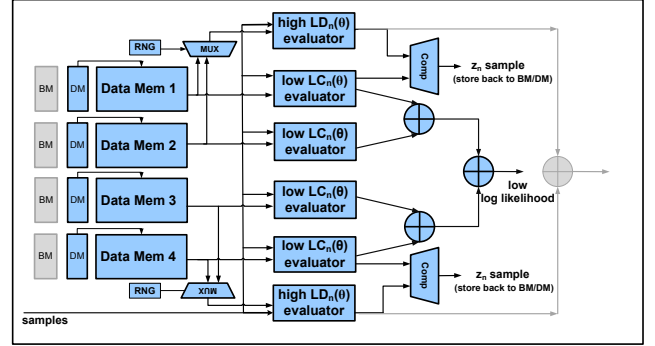 high LDn(θ)
evaluator
RNG
MUX
Comp
zn sample
(store back to BM/DM)
BM
DM
Data Mem 1
low LCn(θ)
evaluator
BM
DM
Data Mem 2
low LCn(θ)
evaluator
low
log likelihood
BM
DM
Data Mem 3
low LCn(θ)
evaluator
BM
DM
Data Mem 4
low LCn(θ)
evaluator
Comp
zn sample
(store back to BM/DM)
RNG
MUX
high LDn(θ)
evaluator
samples